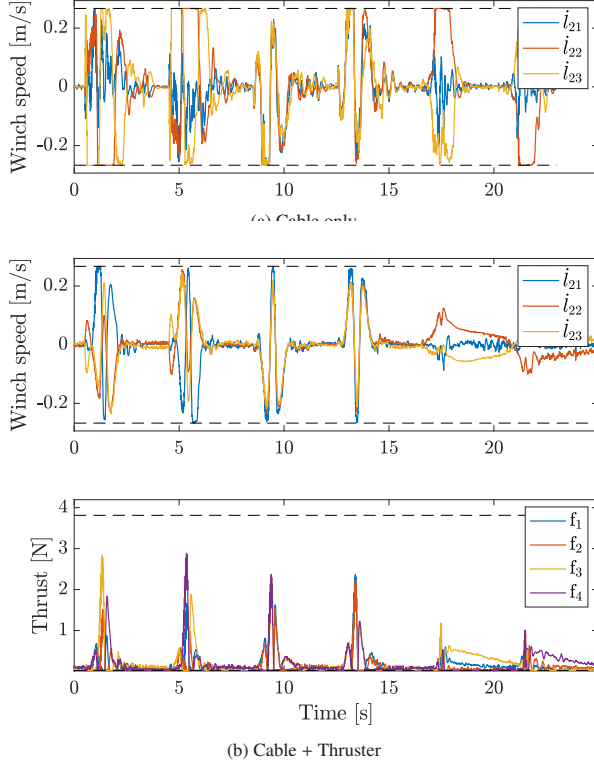 Winch speed [m/s]
0.2
0
-0.2
i̇₂₁
i̇₂₂
i̇₂₃
0 5 10 15 20
(a) Cable only
Winch speed [m/s]
0.2
0
-0.2
i̇₂₁
i̇₂₂
i̇₂₃
0 5 10 15 20
Thrust [N]
4
3
2
1
f₁
f₂
f₃
f₄
0 5 10 15 20
Time [s]
(b) Cable + Thruster